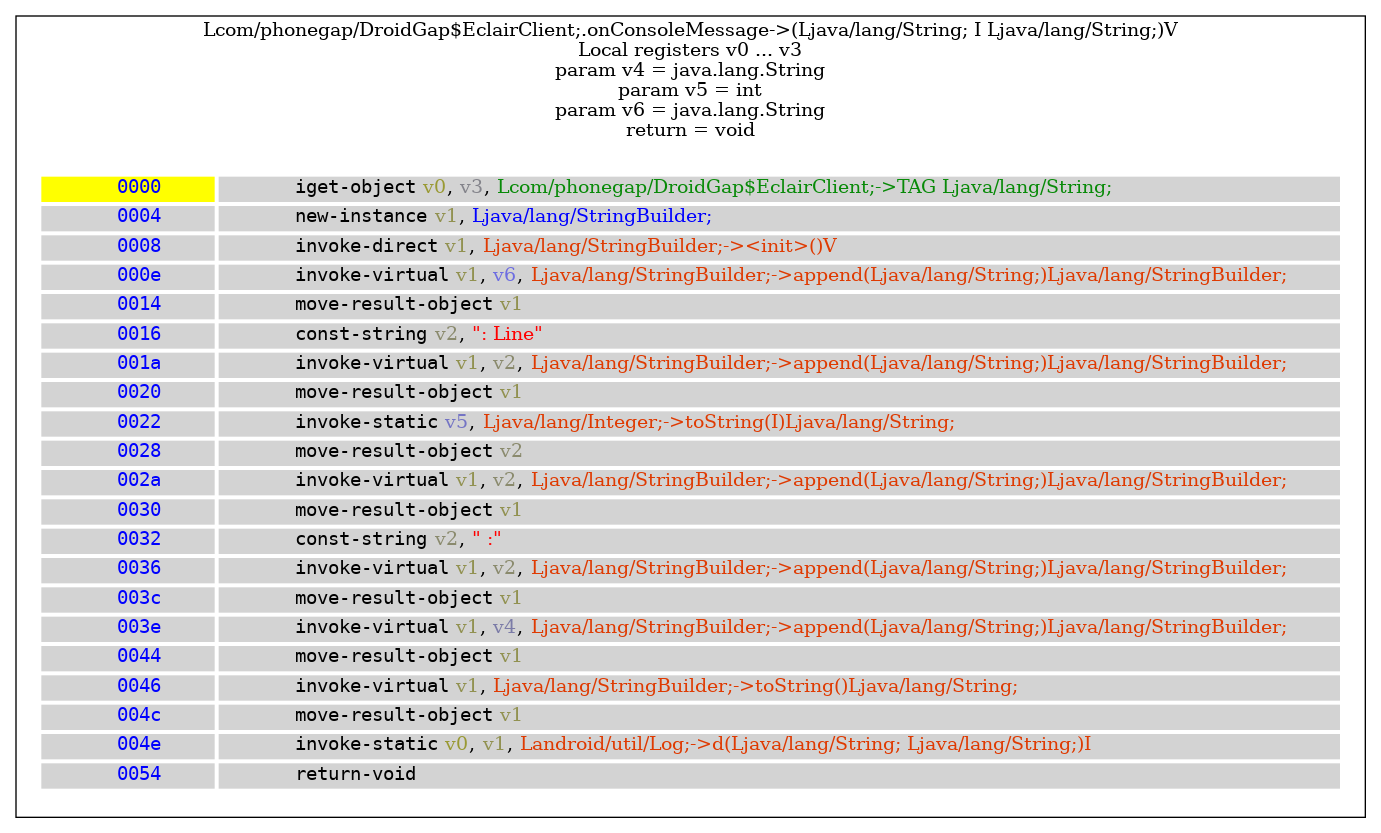 Lcom/phonegap/DroidGap$EclairClient;.onConsoleMessage->(Ljava/lang/String; I Ljava/lang/String;)V
Local registers v0 ... v3
param v4 = java.lang.String
param v5 = int
param v6 = java.lang.String
return = void
0000 iget-object v0, v3, Lcom/phonegap/DroidGap$EclairClient;->TAG Ljava/lang/String;
0004 new-instance v1, Ljava/lang/StringBuilder;
0008 invoke-direct v1, Ljava/lang/StringBuilder;-><init>()V
000e invoke-virtual v1, v6, Ljava/lang/StringBuilder;->append(Ljava/lang/String;)Ljava/lang/StringBuilder;
0014 move-result-object v1
0016 const-string v2, ": Line"
001a invoke-virtual v1, v2, Ljava/lang/StringBuilder;->append(Ljava/lang/String;)Ljava/lang/StringBuilder;
0020 move-result-object v1
0022 invoke-static v5, Ljava/lang/Integer;->toString(I)Ljava/lang/String;
0028 move-result-object v2
002a invoke-virtual v1, v2, Ljava/lang/StringBuilder;->append(Ljava/lang/String;)Ljava/lang/StringBuilder;
0030 move-result-object v1
0032 const-string v2, " :"
0036 invoke-virtual v1, v2, Ljava/lang/StringBuilder;->append(Ljava/lang/String;)Ljava/lang/StringBuilder;
003c move-result-object v1
003e invoke-virtual v1, v4, Ljava/lang/StringBuilder;->append(Ljava/lang/String;)Ljava/lang/StringBuilder;
0044 move-result-object v1
0046 invoke-virtual v1, Ljava/lang/StringBuilder;->toString()Ljava/lang/String;
004c move-result-object v1
004e invoke-static v0, v1, Landroid/util/Log;->d(Ljava/lang/String; Ljava/lang/String;)I
0054 return-void